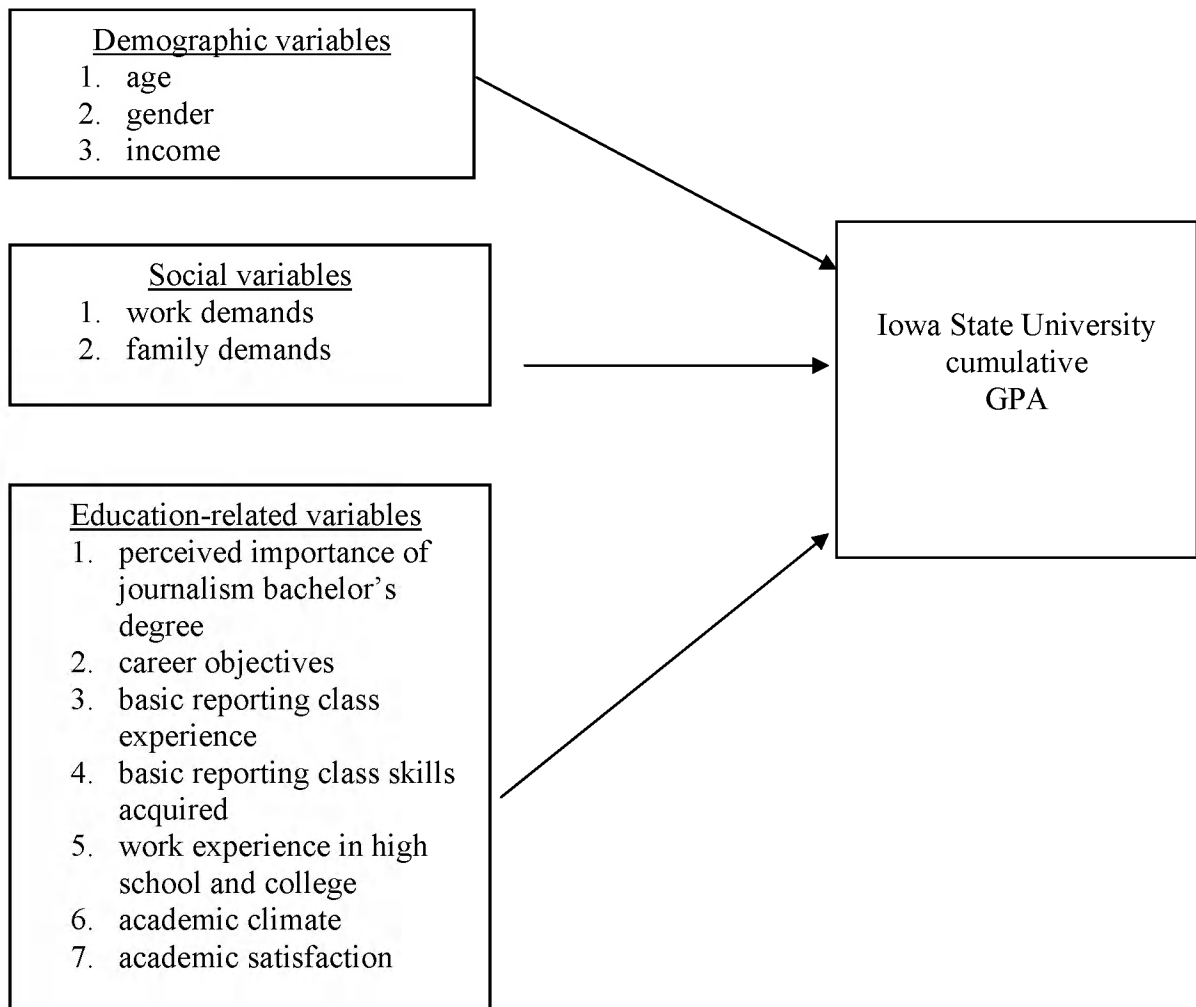 Demographic variables
1. age
2. gender
3. income
Social variables
1. work demands
2. family demands
Education-related variables
1. perceived importance of
journalism bachelor's
degree
2. career objectives
3. basic reporting class
experience
4. basic reporting class skills
acquired
5. work experience in high
school and college
6. academic climate
7. academic satisfaction
Iowa State University
cumulative
GPA